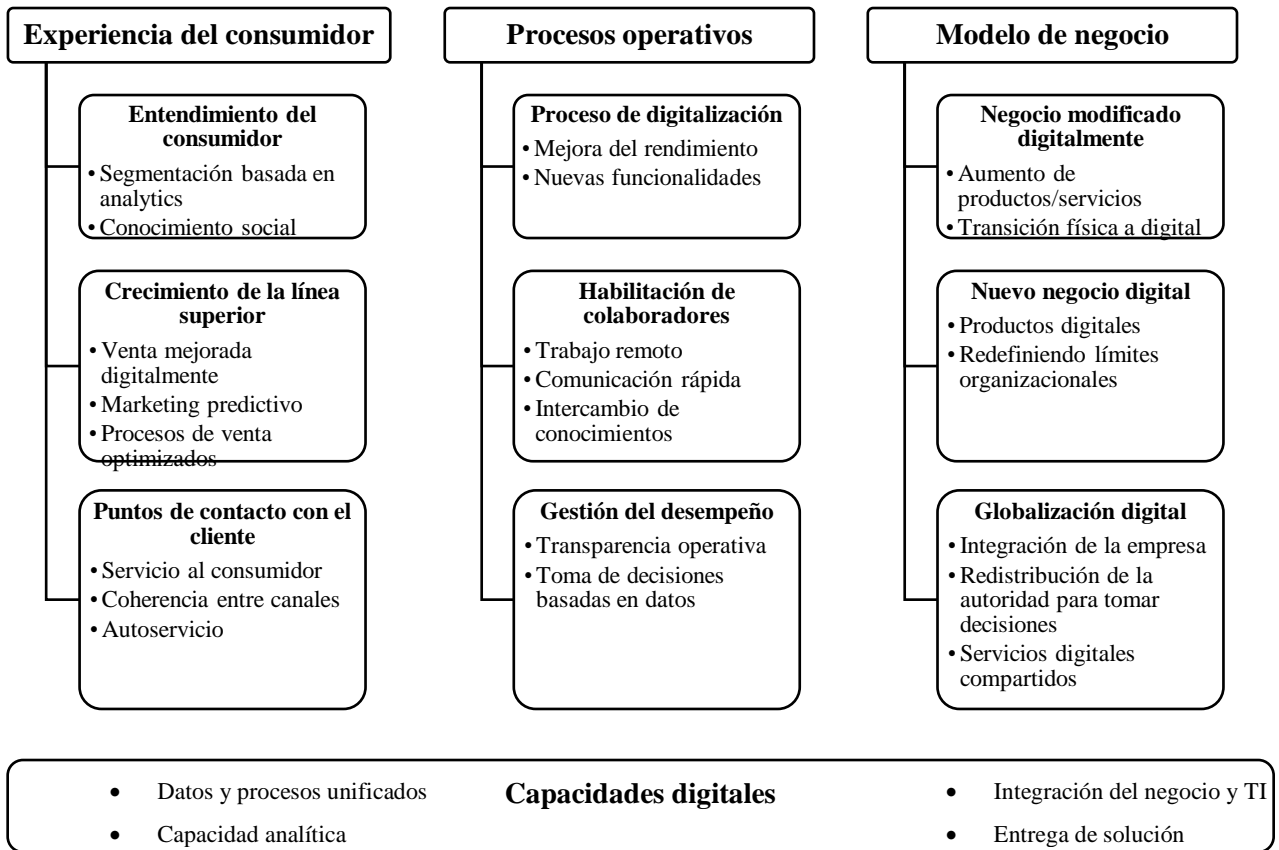 Experiencia del consumidor
Entendimiento del
consumidor
• Segmentación basada en
analytics
• Conocimiento social
Crecimiento de la línea
superior
• Venta mejorada
digitalmente
• Marketing predictivo
• Procesos de venta
optimizados
Puntos de contacto con el
cliente
• Servicio al consumidor
• Coherencia entre canales
• Autoservicio
Procesos operativos
Proceso de digitalización
• Mejora del rendimiento
• Nuevas funcionalidades
Habilitación de
colaboradores
• Trabajo remoto
• Comunicación rápida
• Intercambio de
conocimientos
Gestión del desempeño
• Transparencia operativa
• Toma de decisiones
basadas en datos
Modelo de negocio
Negocio modificado
digitalmente
• Aumento de
productos/servicios
• Transición física a digital
Nuevo negocio digital
• Productos digitales
• Redefiniendo límites
organizacionales
Globalización digital
• Integración de la empresa
• Redistribución de la
autoridad para tomar
decisiones
• Servicios digitales
compartidos
Capacidades digitales
• Datos y procesos unificados
• Capacidad analítica
• Integración del negocio y TI
• Entrega de solución